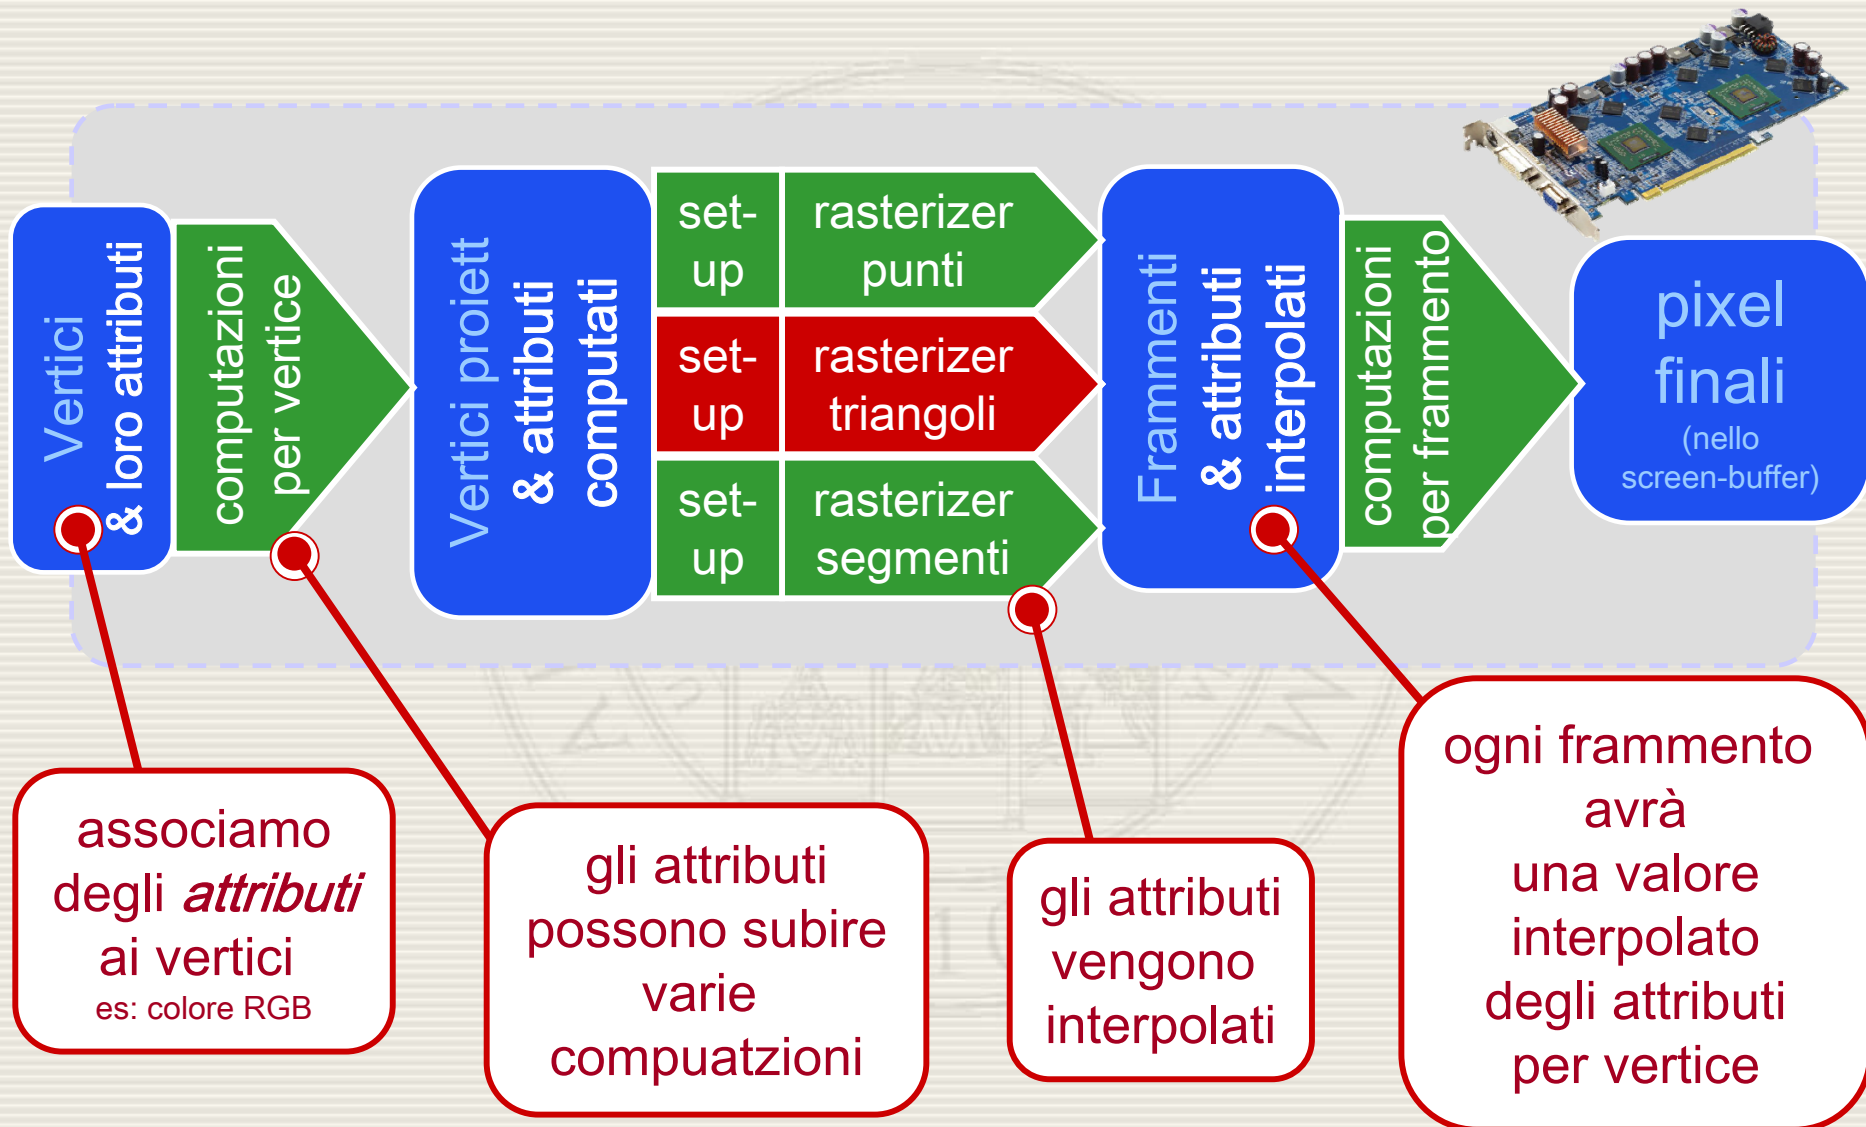 Vertici
& loro attributi
computazioni
per vertice
Vertici proiett
& attributi
computati
set-
up
rasterizer
punti
set-
up
rasterizer
triangoli
set-
up
rasterizer
segmenti
Frammenti
& attributi
interpolati
computazioni
per frammento
pixel
finali
(nello
screen-buffer)
associamo
degli attributi
ai vertici
es: colore RGB
gli attributi
possono subire
varie
compuatzioni
gli attributi
vengono
interpolati
ogni frammento
avrà
una valore
interpolato
degli attributi
per vertice